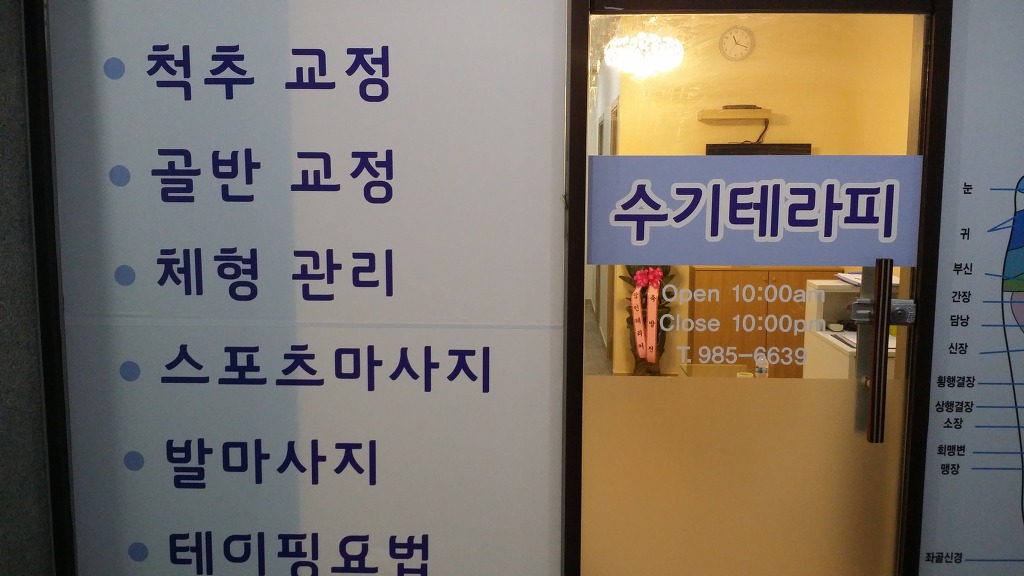 척추 교정
골반 교정
체형 관리
스포츠마사지
발마사지
테이핑요법
수기테라피
Open 10:00am
Close 10:00pm
T. 985-6639
눈
귀
부신
간장
담낭
신장
횡행결장
상행결장
소장
회맹변
맹장
좌골신경